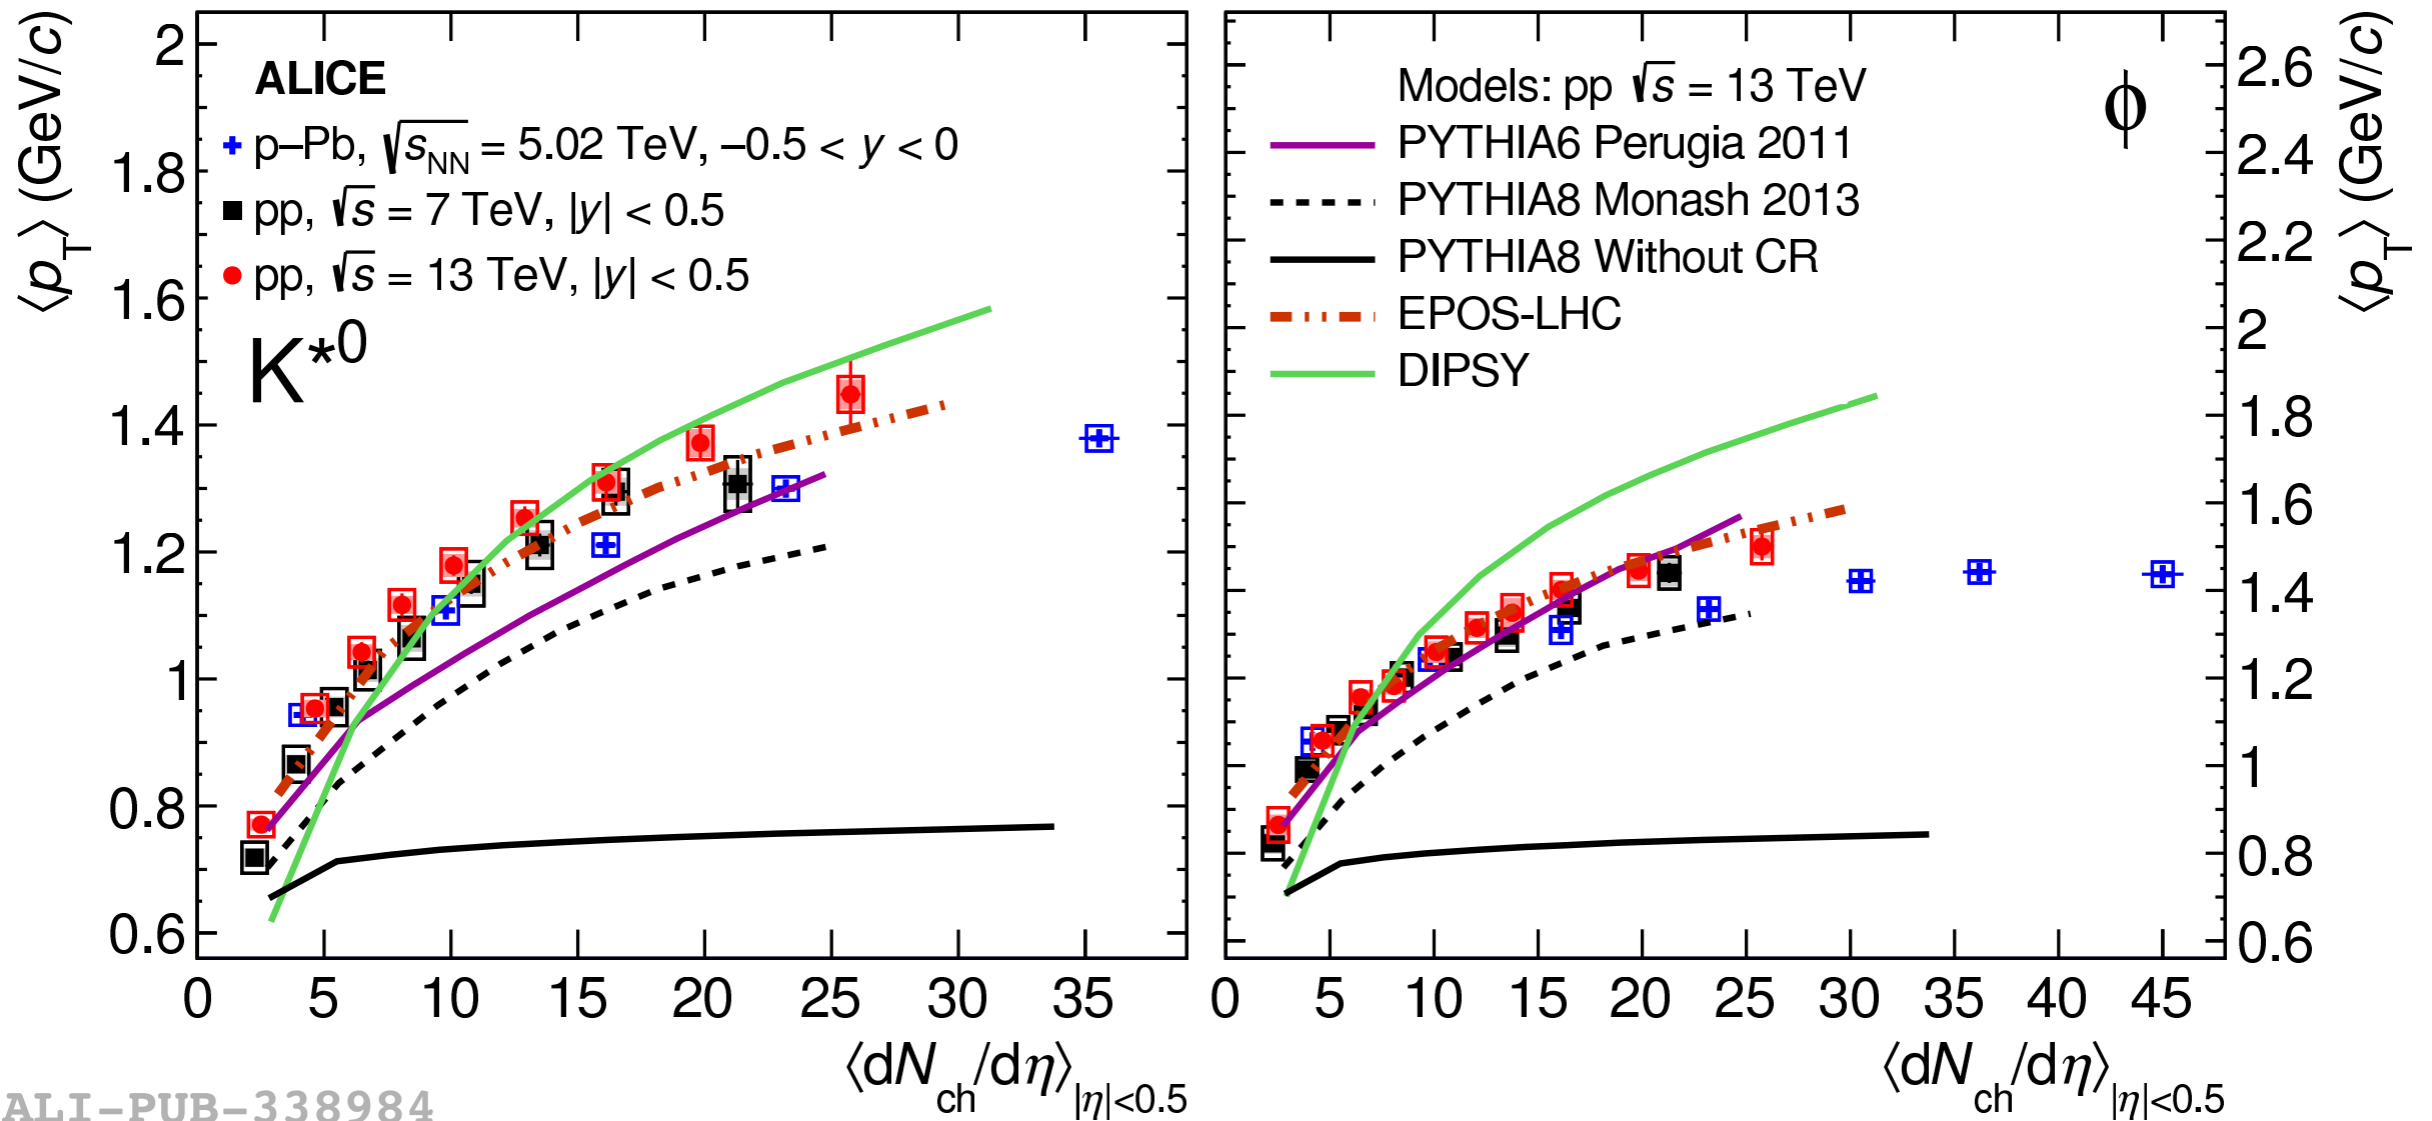 ⟨pT⟩ (GeV/c)
2
1.8
1.6
1.4
1.2
1
0.8
0.6
ALICE
p–Pb, √sNN = 5.02 TeV, –0.5 < y < 0
pp, √s = 7 TeV, |y| < 0.5
pp, √s = 13 TeV, |y| < 0.5
K*0
0 5 10 15 20 25 30 35
⟨dNch/dη⟩|η|<0.5
Models: pp √s = 13 TeV
PYTHIA6 Perugia 2011
PYTHIA8 Monash 2013
PYTHIA8 Without CR
EPOS-LHC
DIPSY
ϕ
2.6
2.4
2.2
2
1.8
1.6
1.4
1.2
1
0.8
0.6
⟨pT⟩ (GeV/c)
0 5 10 15 20 25 30 35 40 45
⟨dNch/dη⟩|η|<0.5
ALI-PUB-338984